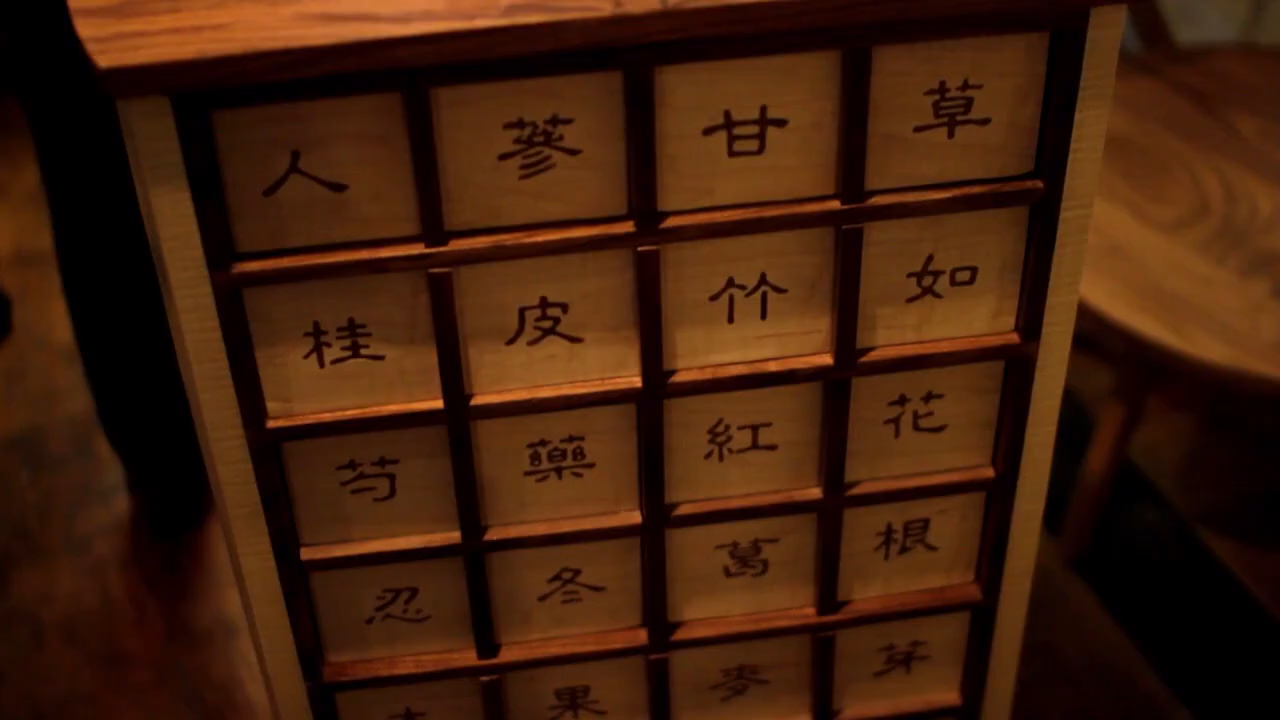 人蔘甘草
桂皮竹如
芍藥紅花
忍冬葛根
果麥芽